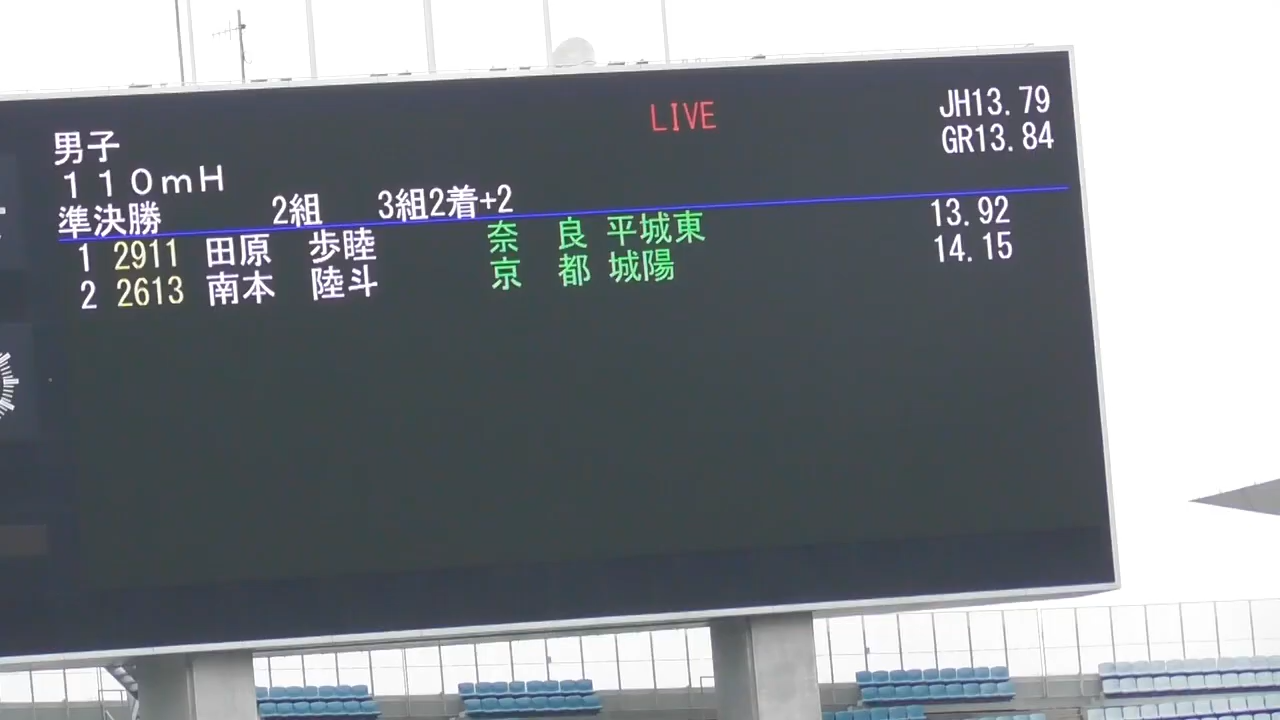 LIVE
JH13.79
GR13.84
男子
110mH
準決勝 2組 3組2着+2
1 2911 田原 歩睦 奈 良 平城東 13.92
2 2613 南本 陸斗 京 都 城陽 14.15